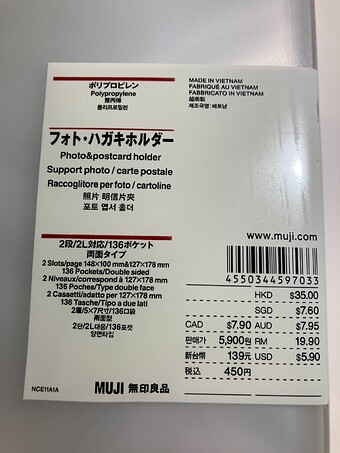 ポリプロピレン
Polypropylene
聚丙烯
폴리프로필렌
MADE IN VIETNAM
FABRIQUÉ AU VIETNAM
FABBRICATO IN VIETNAM
越南製
제조국명 : 베트남
フォト・ハガキホルダー
Photo&postcard holder
Support photo / carte postale
Raccoglitore per foto / cartoline
照片 明信片夾
포토 엽서 홀더
2段/2L対応/136ポケット
両面タイプ
2 Slots/page 148×100 mm&127×178 mm
136 Pockets/Double sided
2 Niveaux/correspond à 127×178 mm
136 Poches/Type double face
2 Cassetti/adatto per 127×178 mm
136 Tasche/Tipo a due lati
2層/5×7尺寸/136口袋
兩面型
2단/2L대응/136포켓
양면타입
www.muji.com
4550344597033
HKD $35.00
SGD $7.60
CAD $7.90 AUD $7.95
판매가 5,900원 RM 19.90
新台幣 139元 USD $5.90
税込 450円
NCE11A1A
MUJI 無印良品